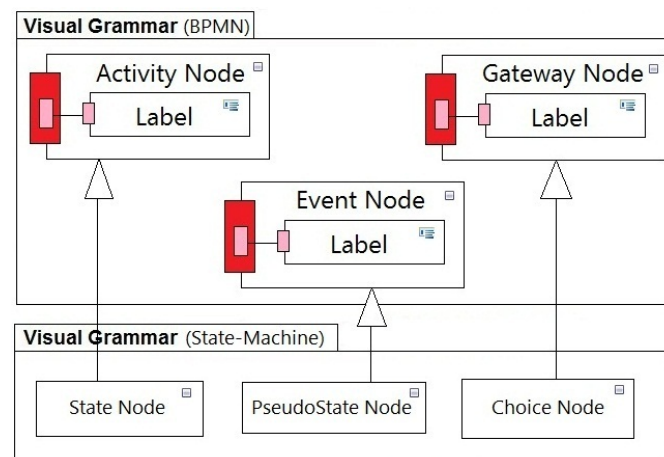 Visual Grammar (BPMN)
Activity Node
Label
Gateway Node
Label
Event Node
Label
Visual Grammar (State-Machine)
State Node
PseudoState Node
Choice Node